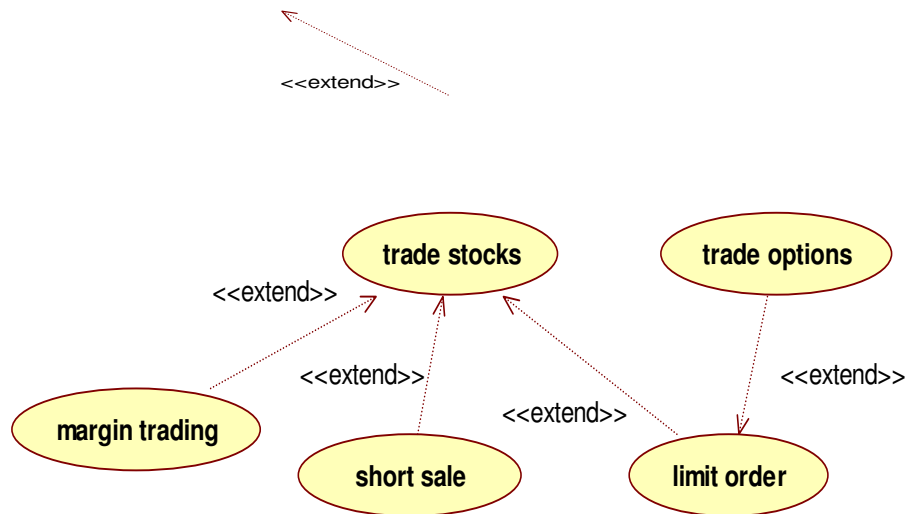 <<extend>>
trade stocks
trade options
<<extend>>
<<extend>>
<<extend>>
<<extend>>
margin trading
short sale
limit order